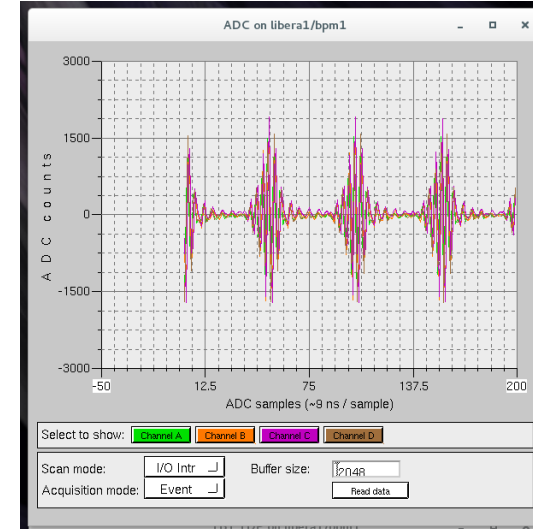 ADC on libera1/bpm1
3000
1500
0
-1500
-3000
ADC counts
-50 12.5 75 137.5 200
ADC samples (~9 ns / sample)
Select to show: Channel A Channel B Channel C Channel D
Scan mode: I/O Intr Buffer size: 2048
Acquisition mode: Event Read data